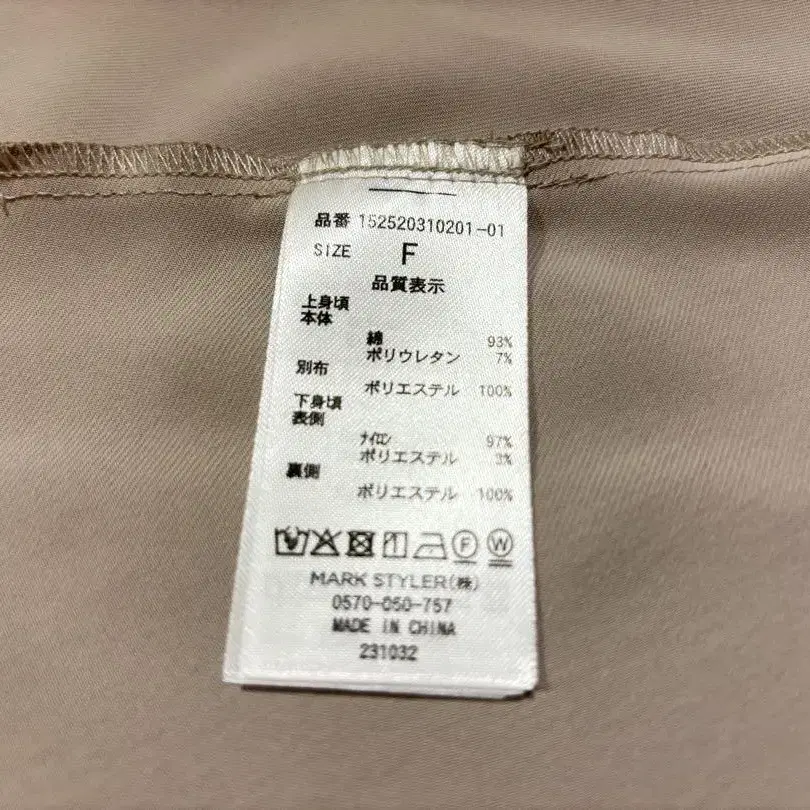 品番 152520310201-01
SIZE F
品質表示
上身頃
本体
綿 93%
ポリウレタン 7%
別布
ポリエステル 100%
下身頃
表側
ナイロン 97%
ポリエステル 3%
裏側
ポリエステル 100%
F W
MARK STYLER(株)
0570-050-757
MADE IN CHINA
231032